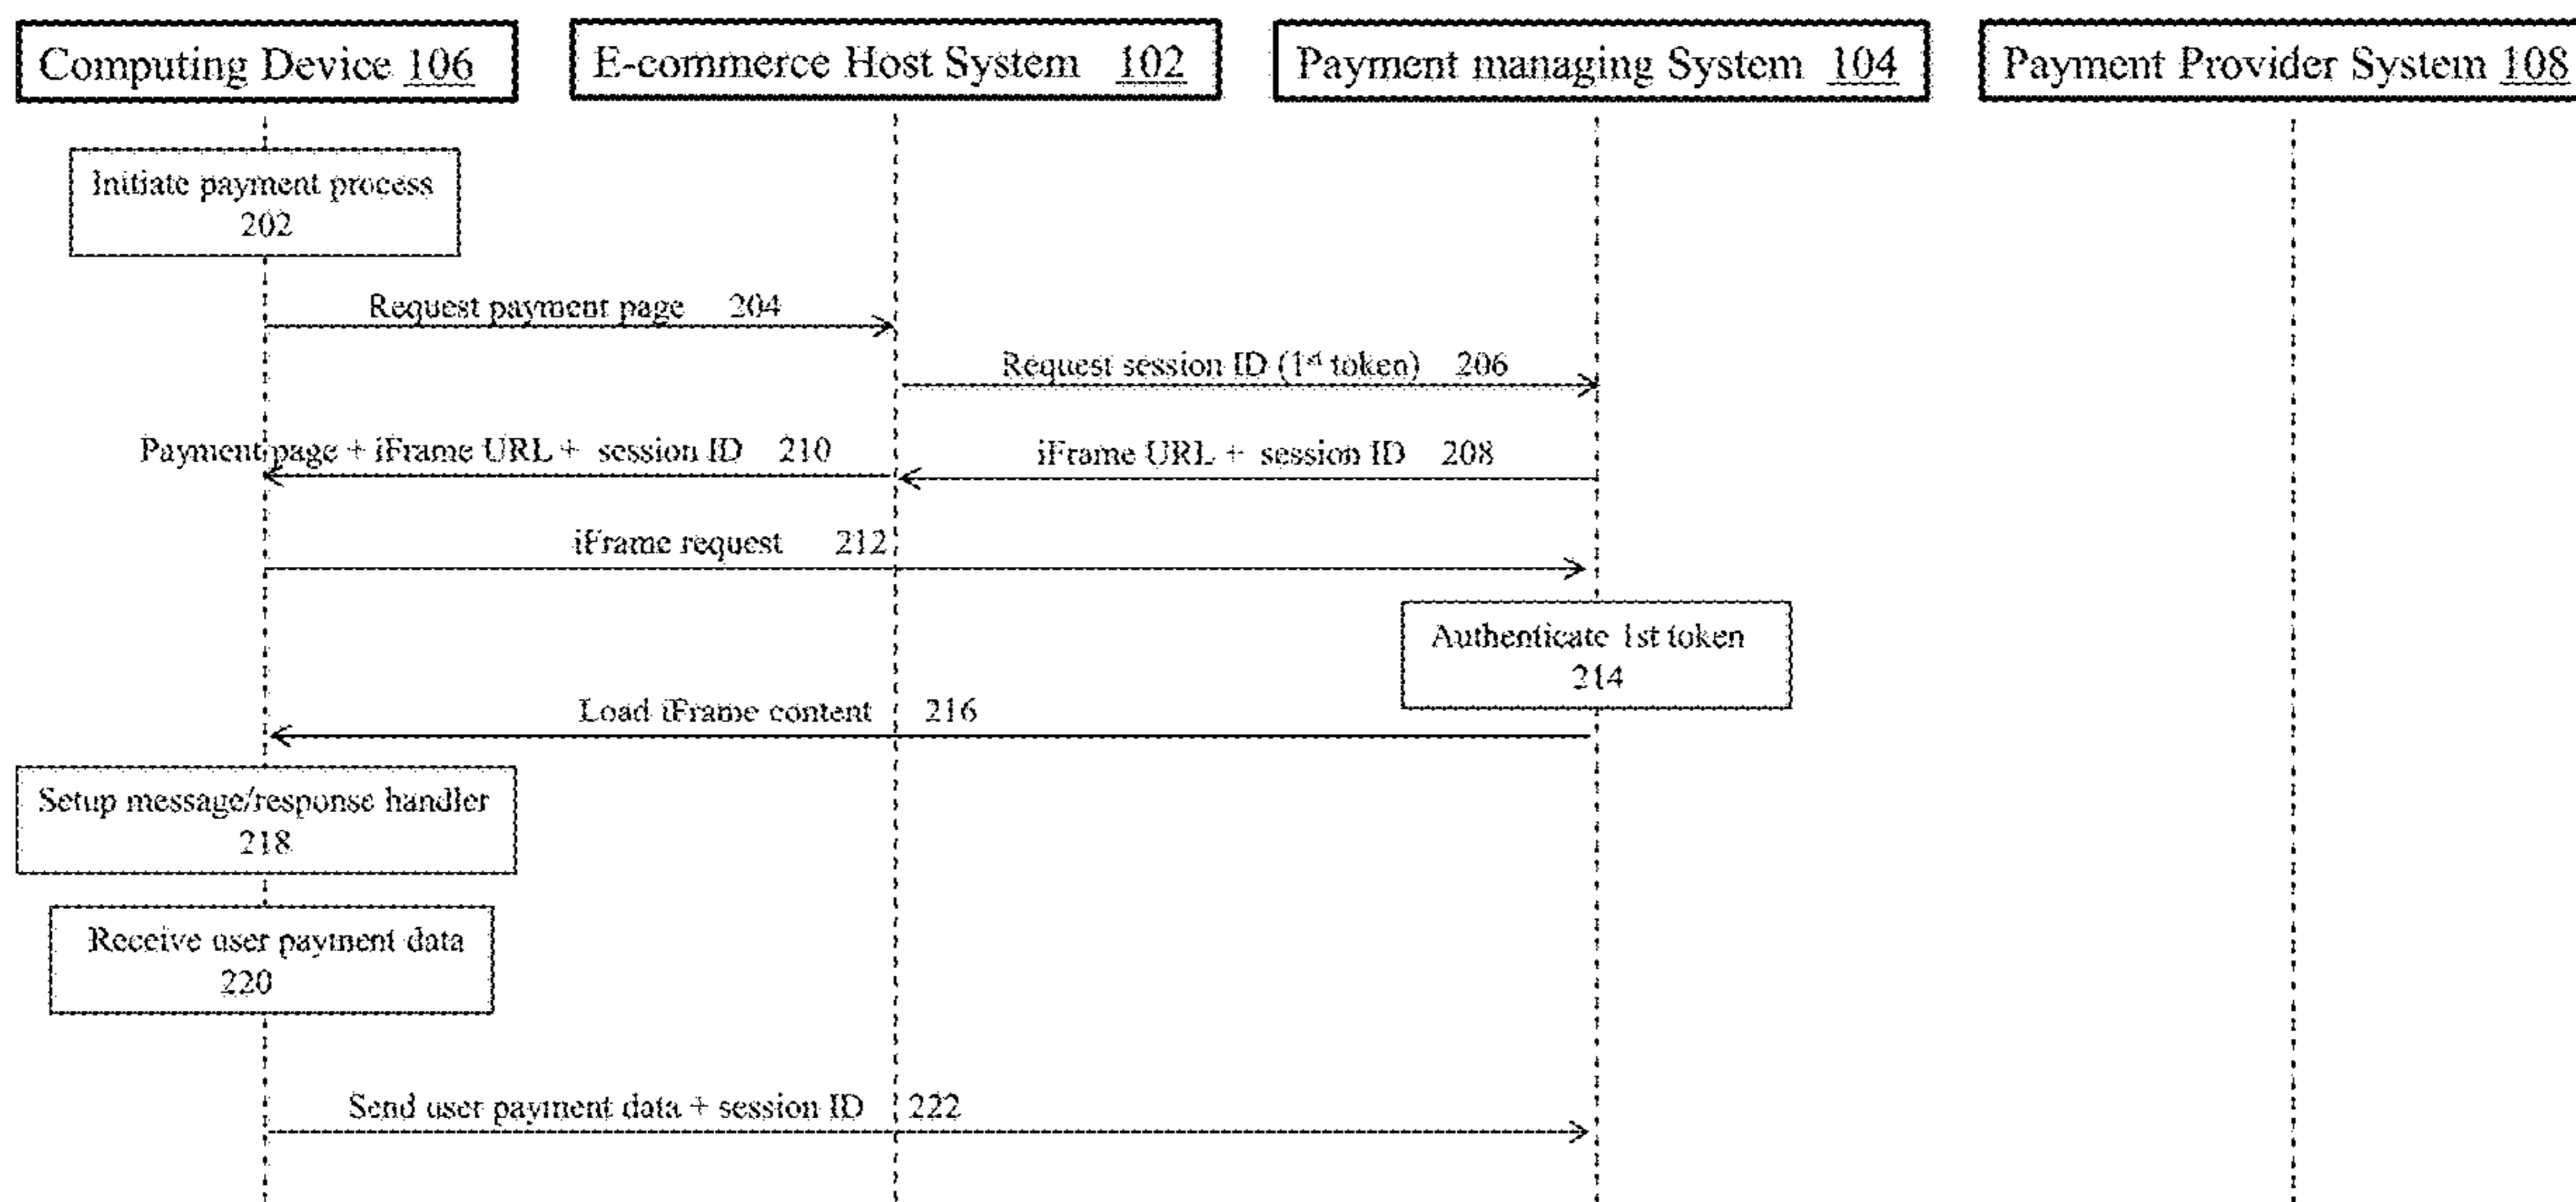 Computing Device 106
E-commerce Host System 102
Payment managing System 104
Payment Provider System 108
Initiate payment process
202
Request payment page 204
Request session ID (1st token) 206
Payment page + iFrame URL + session ID 210
iFrame URL + session ID 208
iFrame request 212
Authenticate 1st token
214
Load iFrame content 216
Setup message/response handler
218
Receive user payment data
220
Send user payment data + session ID 222